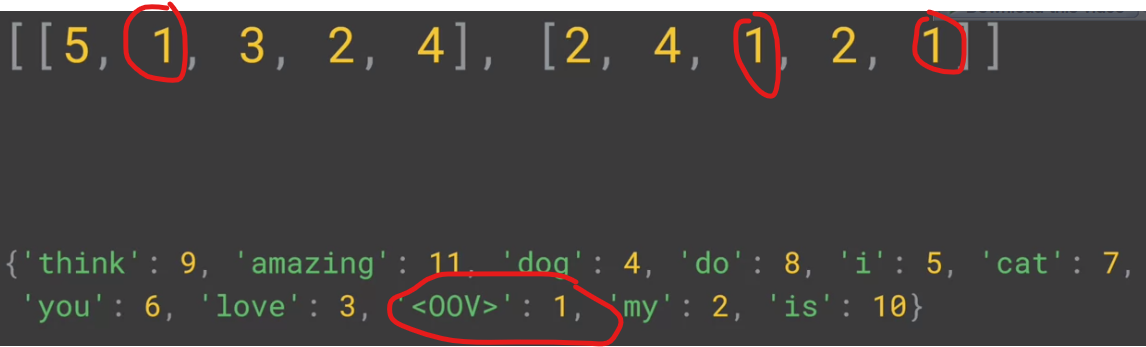 [[5, 1, 3, 2, 4], [2, 4, 1, 2, 1]]
{'think': 9, 'amazing': 11, 'dog': 4, 'do': 8, 'i': 5, 'cat': 7,
'you': 6, 'love': 3, '<OOV>': 1, 'my': 2, 'is': 10}